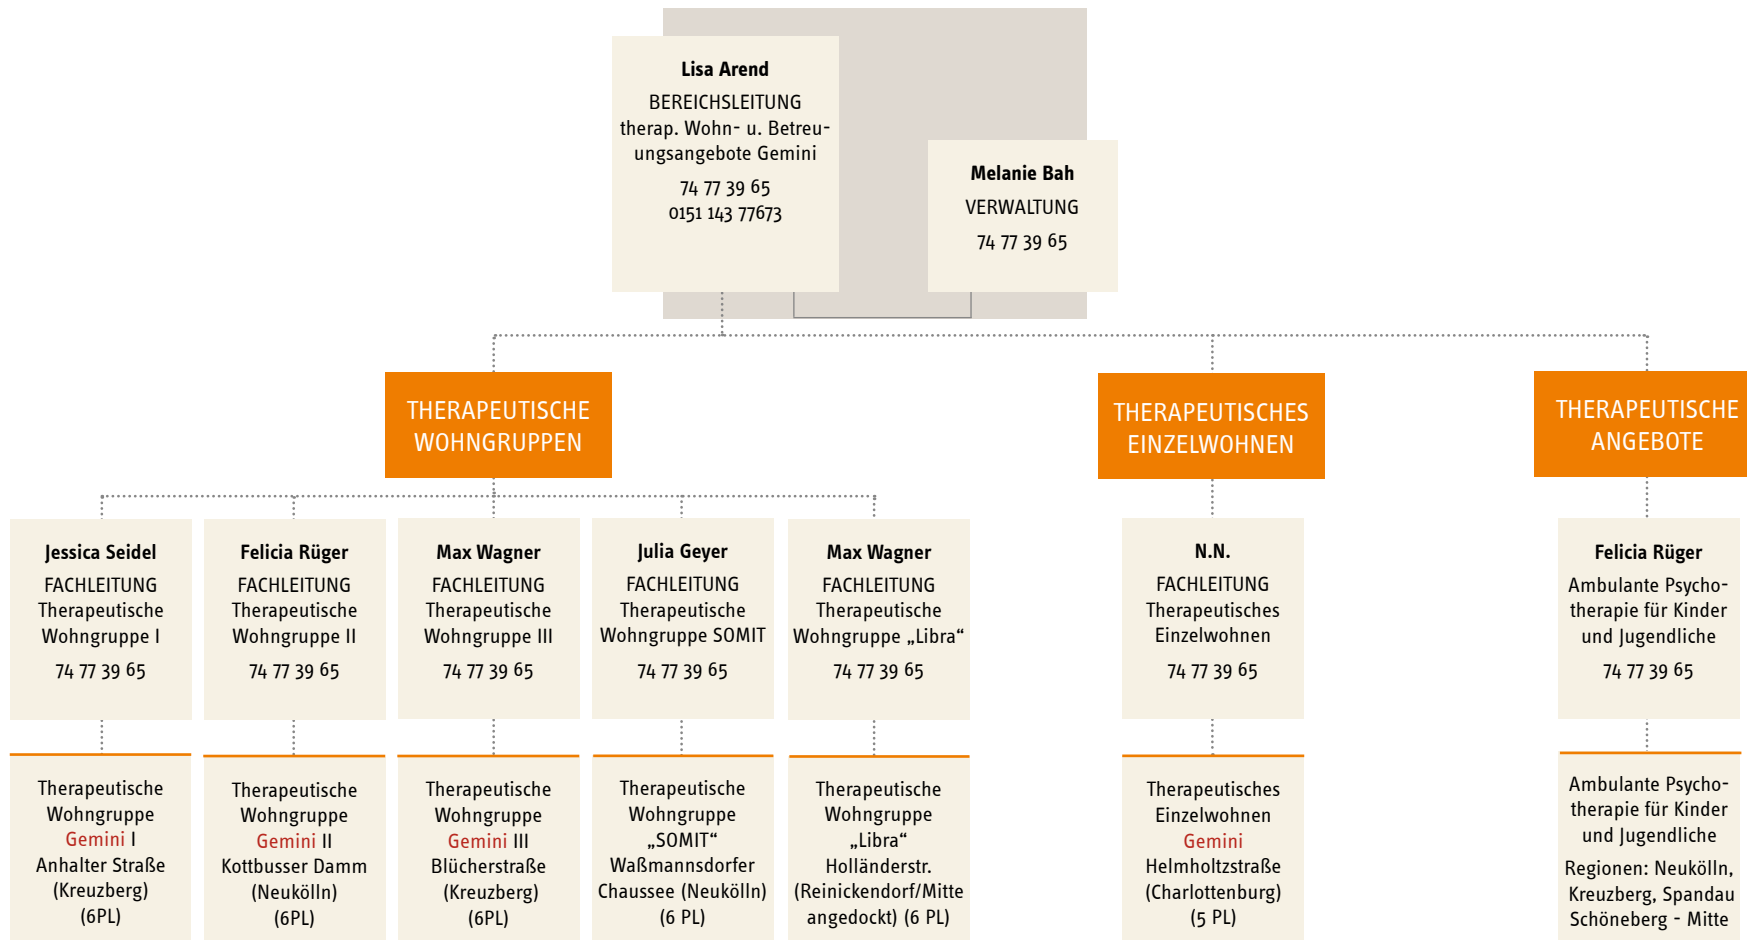 Lisa Arend
BEREICHSLEITUNG
therap. Wohn- u. Betreu-
ungsangebote Gemini
74 77 39 65
0151 143 77673
Melanie Bah
VERWALTUNG
74 77 39 65
THERAPEUTISCHE
WOHNGRUPPEN
THERAPEUTISCHES
EINZELWOHNEN
THERAPEUTISCHE
ANGEBOTE
Jessica Seidel
FACHLEITUNG
Therapeutische
Wohngruppe I
74 77 39 65
Felicia Rüger
FACHLEITUNG
Therapeutische
Wohngruppe II
74 77 39 65
Max Wagner
FACHLEITUNG
Therapeutische
Wohngruppe III
74 77 39 65
Julia Geyer
FACHLEITUNG
Therapeutische
Wohngruppe SOMIT
74 77 39 65
Max Wagner
FACHLEITUNG
Therapeutische
Wohngruppe „Libra“
74 77 39 65
N.N.
FACHLEITUNG
Therapeutisches
Einzelwohnen
74 77 39 65
Felicia Rüger
Ambulante Psycho-
therapie für Kinder
und Jugendliche
74 77 39 65
Therapeutische
Wohngruppe
Gemini I
Anhalter Straße
(Kreuzberg)
(6PL)
Therapeutische
Wohngruppe
Gemini II
Kottbusser Damm
(Neukölln)
(6PL)
Therapeutische
Wohngruppe
Gemini III
Blücherstraße
(Kreuzberg)
(6PL)
Therapeutische
Wohngruppe
„SOMIT“
Waßmannsdorfer
Chaussee (Neukölln)
(6 PL)
Therapeutische
Wohngruppe
„Libra“
Holländerstr.
(Reinickendorf/Mitte
angedockt) (6 PL)
Therapeutisches
Einzelwohnen
Gemini
Helmholtzstraße
(Charlottenburg)
(5 PL)
Ambulante Psycho-
therapie für Kinder
und Jugendliche
Regionen: Neukölln,
Kreuzberg, Spandau
Schöneberg - Mitte